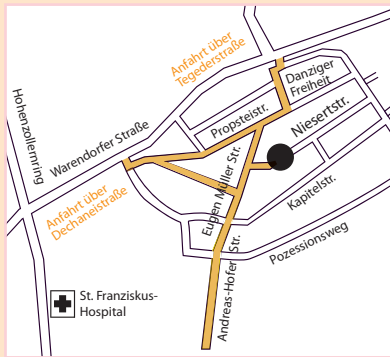 Anfahrt über
Tegederstraße
Danziger
Freiheit
Hohenzollernring
Propsteistr.
Niesertstr.
Warendorfer Straße
Anfahrt über
Dechaneistraße
Eugen Müller Str.
Kapitelstr.
Pozessionsweg
Andreas-Hofer Str.
St. Franziskus-
Hospital